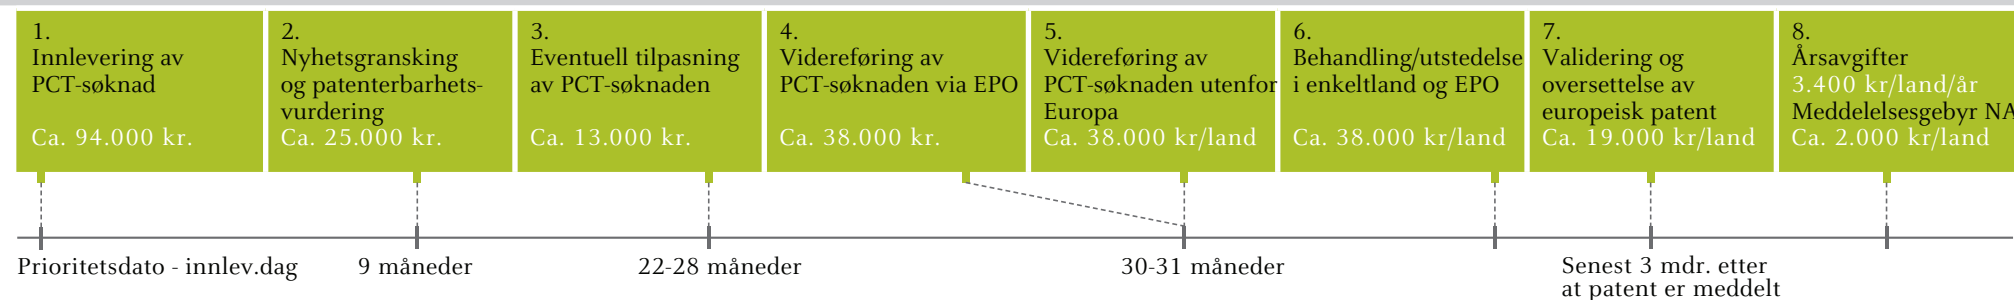 1.
Innlevering av
PCT-søknad
Ca. 94.000 kr.
2.
Nyhetsgransking
og patenterbarhets-
vurdering
Ca. 25.000 kr.
3.
Eventuell tilpasning
av PCT-søknaden
Ca. 13.000 kr.
4.
Videreføring av
PCT-søknaden via EPO
Ca. 38.000 kr.
5.
Videreføring av
PCT-søknaden utenfor
Europa
Ca. 38.000 kr/land
6.
Behandling/utstedelse
i enkeltland og EPO
Ca. 38.000 kr/land
7.
Validering og
oversettelse av
europeisk patent
Ca. 19.000 kr/land
8.
Årsavgifter
3.400 kr/land/år
Meddelelsesgebyr NA
Ca. 2.000 kr/land
Prioritetsdato - innlev.dag
9 måneder
22-28 måneder
30-31 måneder
Senest 3 mdr. etter
at patent er meddelt